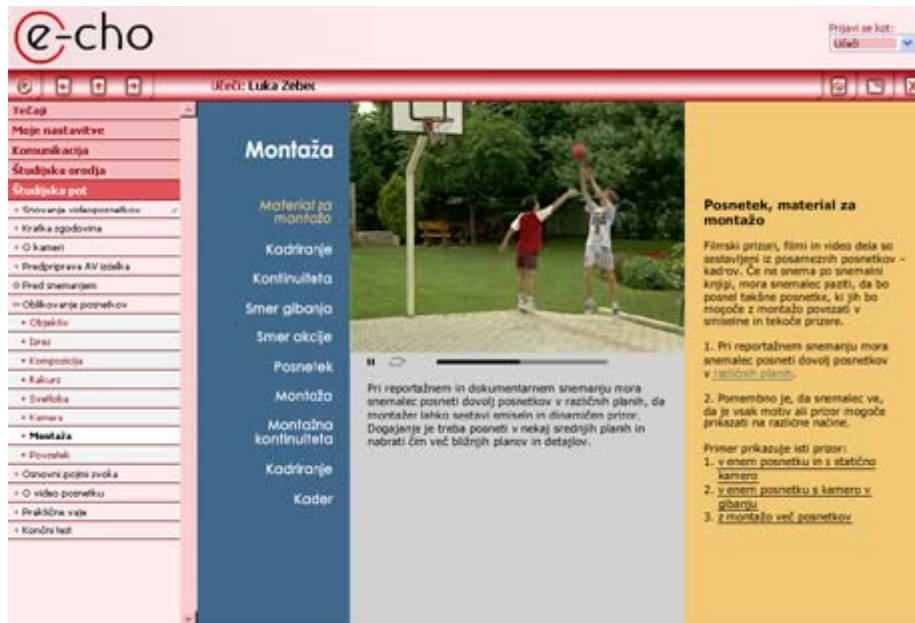 e-cho
Prijavi se kot:
Učeči
Učeči: Luka Zebec
Tečaji
Moje nastavitve
Komunikacija
Študijska orodja
Študijska pot
Snovanje videoposnetkov
Kratka zgodovina
O kameri
Predpriprava AV izdelka
Pred snemanjem
Oblikovanje posnetkov
Objektiv
Izrez
Kompozicija
Rakurz
Svetloba
Kamera
Montaža
Povzetek
Osnovni pojmi zvoka
O video posnetku
Praktične vaje
Končni test
Montaža
Material za
montažo
Kadriranje
Kontinuiteta
Smer gibanja
Smer akcije
Posnetek
Montaža
Montažna
kontinuiteta
Kadriranje
Kader
Pri reportažnem in dokumentarnem snemanju mora
snemalec posneti dovolj posnetkov v različnih planih, da
montažer lahko sestavi smiseln in dinamičen prizor.
Dogajanje je treba posneti v nekaj srednjih planih in
nabrati čim več bližnjih planov in detajlov.
Posnetek, material za
montažo
Filmski prizori, filmi in video dela so
sestavljeni iz posameznih posnetkov –
kadrov. Če ne snema po snemalni
knjigi, mora snemalec paziti, da bo
posnel takšne posnetke, ki jih bo
mogoče z montažo povezati v
smiselne in tekoče prizore.
1. Pri reportažnem snemanju mora
snemalec posneti dovolj posnetkov
v različnih planih.
2. Pomembno je, da snemalec ve,
da je vsak motiv ali prizor mogoče
prikazati na različne načine.
Primer prikazuje isti prizor:
1. v enem posnetku in s statično
kamero
2. v enem posnetku s kamero v
gibanju
3. z montažo več posnetkov